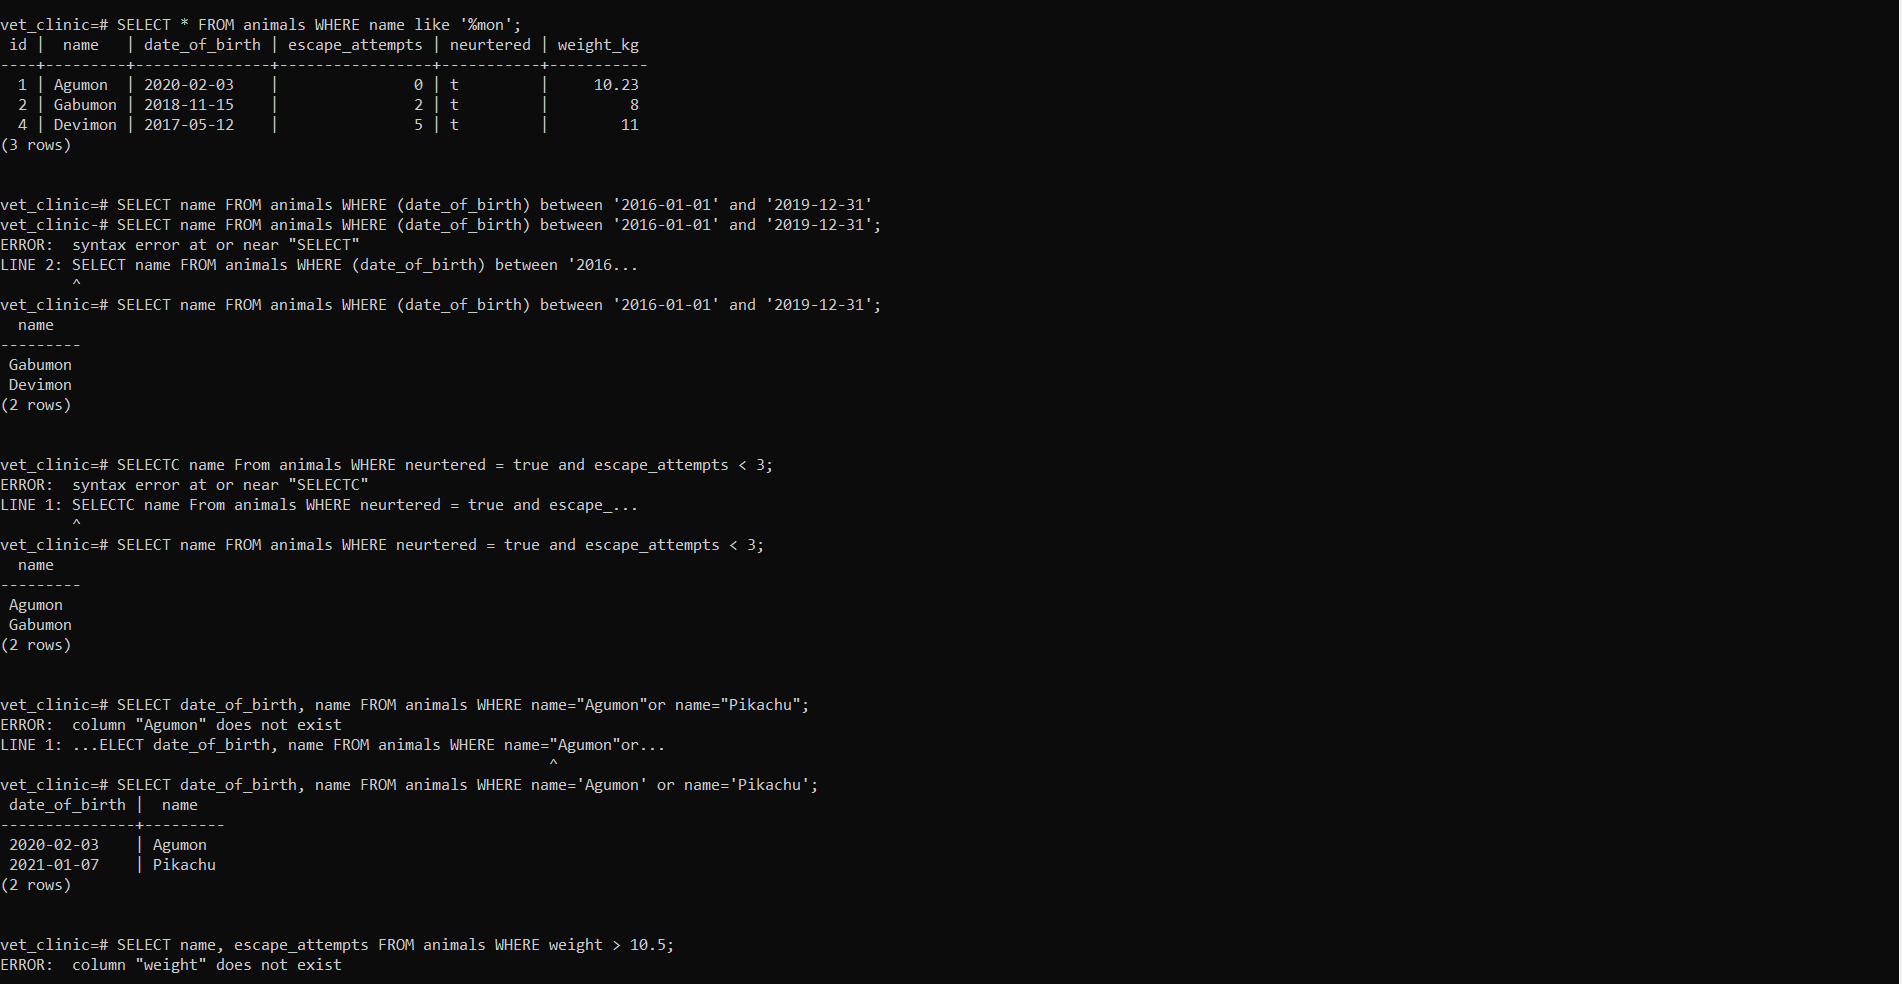 vet_clinic=# SELECT * FROM animals WHERE name like '%mon';
 id |  name   | date_of_birth | escape_attempts | neurtered | weight_kg
----+---------+---------------+-----------------+-----------+-----------
  1 | Agumon  | 2020-02-03    |               0 | t         |     10.23
  2 | Gabumon | 2018-11-15    |               2 | t         |         8
  4 | Devimon | 2017-05-12    |               5 | t         |        11
(3 rows)
vet_clinic=# SELECT name FROM animals WHERE (date_of_birth) between '2016-01-01' and '2019-12-31'
vet_clinic-# SELECT name FROM animals WHERE (date_of_birth) between '2016-01-01' and '2019-12-31';
ERROR:  syntax error at or near "SELECT"
LINE 2: SELECT name FROM animals WHERE (date_of_birth) between '2016...
        ^
vet_clinic=# SELECT name FROM animals WHERE (date_of_birth) between '2016-01-01' and '2019-12-31';
  name
---------
 Gabumon
 Devimon
(2 rows)
vet_clinic=# SELECTC name From animals WHERE neurtered = true and escape_attempts < 3;
ERROR:  syntax error at or near "SELECTC"
LINE 1: SELECTC name From animals WHERE neurtered = true and escape_...
        ^
vet_clinic=# SELECT name FROM animals WHERE neurtered = true and escape_attempts < 3;
  name
---------
 Agumon
 Gabumon
(2 rows)
vet_clinic=# SELECT date_of_birth, name FROM animals WHERE name="Agumon"or name="Pikachu";
ERROR:  column "Agumon" does not exist
LINE 1: ...ELECT date_of_birth, name FROM animals WHERE name="Agumon"or...
                                                             ^
vet_clinic=# SELECT date_of_birth, name FROM animals WHERE name='Agumon' or name='Pikachu';
 date_of_birth |  name
---------------+---------
 2020-02-03    | Agumon
 2021-01-07    | Pikachu
(2 rows)
vet_clinic=# SELECT name, escape_attempts FROM animals WHERE weight > 10.5;
ERROR:  column "weight" does not exist